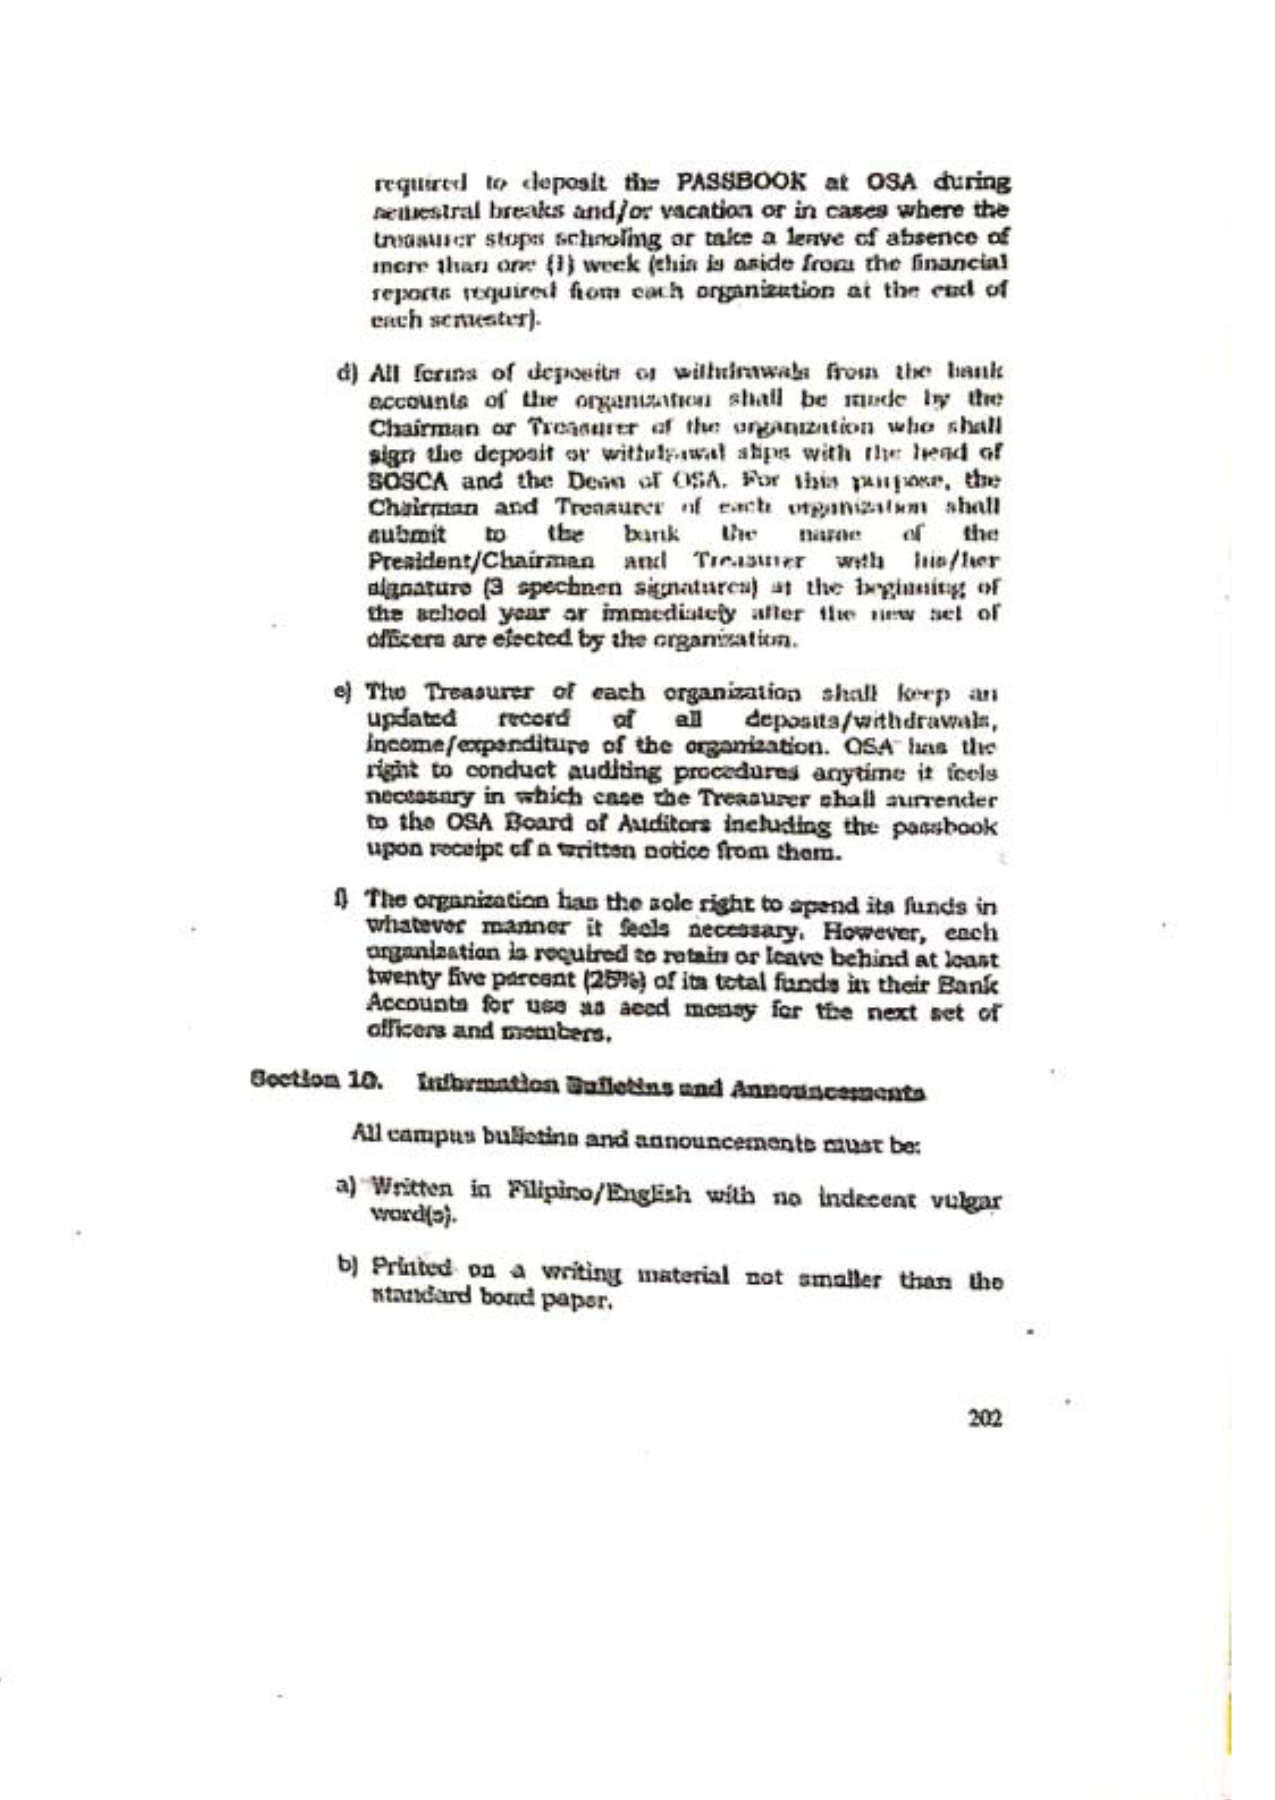 required to deposit the PASSBOOK at OSA during
semestral breaks and/or vacation or in cases where the
treasurer stops schooling or take a leave of absence of
more than one (1) week (this is aside from the financial
reports required from each organization at the end of
each semester).
d) All forms of deposits or withdrawals from the bank
accounts of the organization shall be made by the
Chairman or Treasurer of the organization who shall
sign the deposit or withdrawal slips with the head of
SOSCA and the Dean of OSA. For this purpose, the
Chairman and Treasurer of each organization shall
submit to the bank the name of the
President/Chairman and Treasurer with his/her
signature (3 specimen signatures) at the beginning of
the school year or immediately after the new set of
officers are elected by the organization.
e) The Treasurer of each organization shall keep an
updated record of all deposits/withdrawals,
income/expenditure of the organization. OSA has the
right to conduct auditing procedures anytime it feels
necessary in which case the Treasurer shall surrender
to the OSA Board of Auditors including the passbook
upon receipt of a written notice from them.
f) The organization has the sole right to spend its funds in
whatever manner it feels necessary. However, each
organization is required to retain or leave behind at least
twenty five percent (25%) of its total funds in their Bank
Accounts for use as seed money for the next set of
officers and members.
Section 10. Information Bulletins and Announcements
All campus bulletins and announcements must be:
a) Written in Filipino/English with no indecent vulgar
word(s).
b) Printed on a writing material not smaller than the
standard bond paper.
202